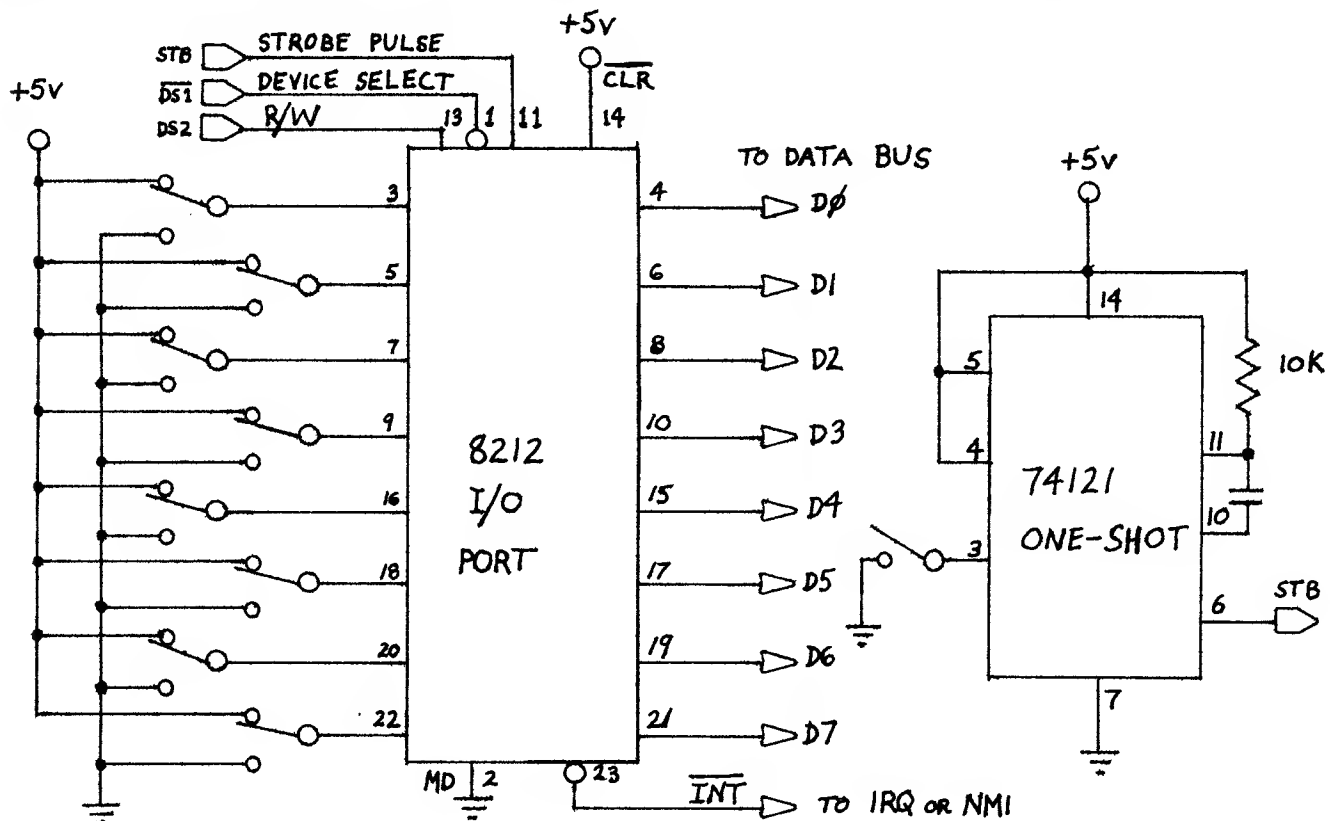 STB STROBE PULSE
+5v
CLR
+5v
DS1 DEVICE SELECT
DS2 R/W
13 1 11 14
TO DATA BUS
+5v
3 4 DØ
5 6 D1
7 8 D2
9 10 D3
16 15 D4
18 17 D5
20 19 D6
22 21 D7
8212
I/O
PORT
MD 2 23
INT TO IRQ OR NMI
14
5
10K
4
11
74121
10
ONE-SHOT
3
6 STB
7